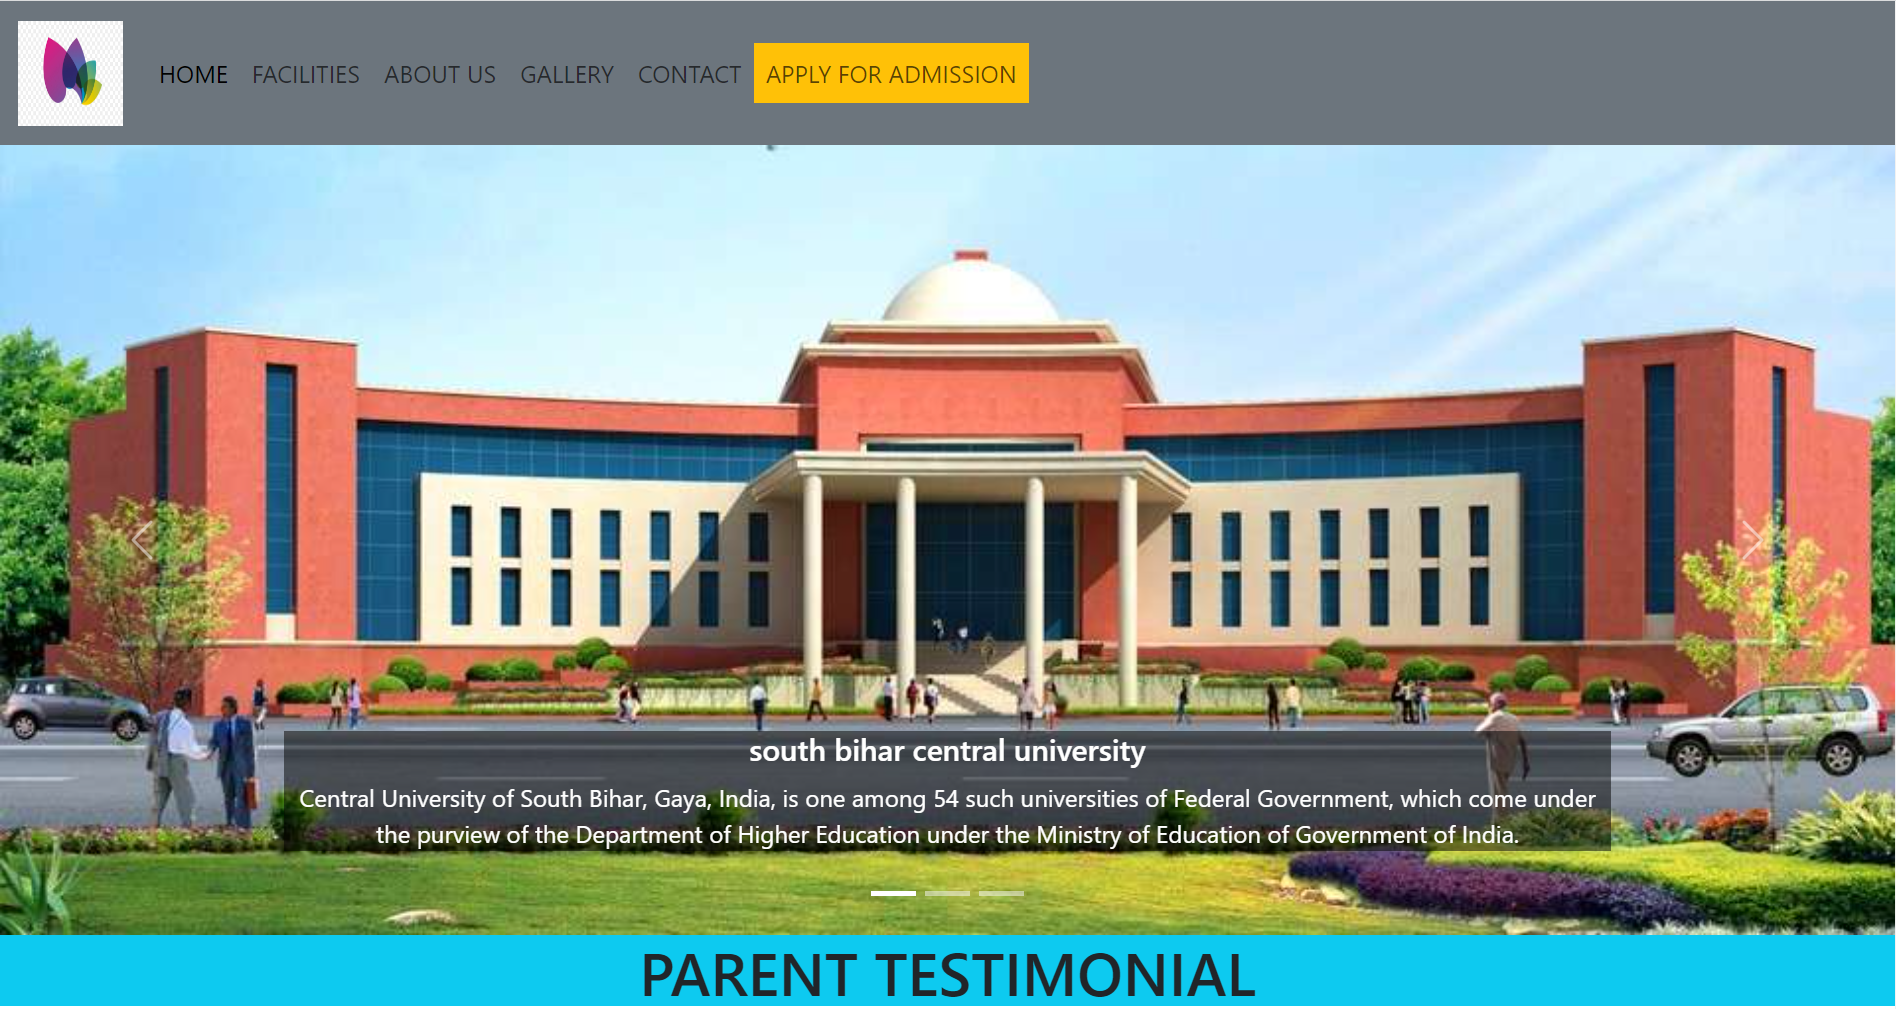 HOME FACILITIES ABOUT US GALLERY CONTACT APPLY FOR ADMISSION
south bihar central university
Central University of South Bihar, Gaya, India, is one among 54 such universities of Federal Government, which come under
the purview of the Department of Higher Education under the Ministry of Education of Government of India.
PARENT TESTIMONIAL